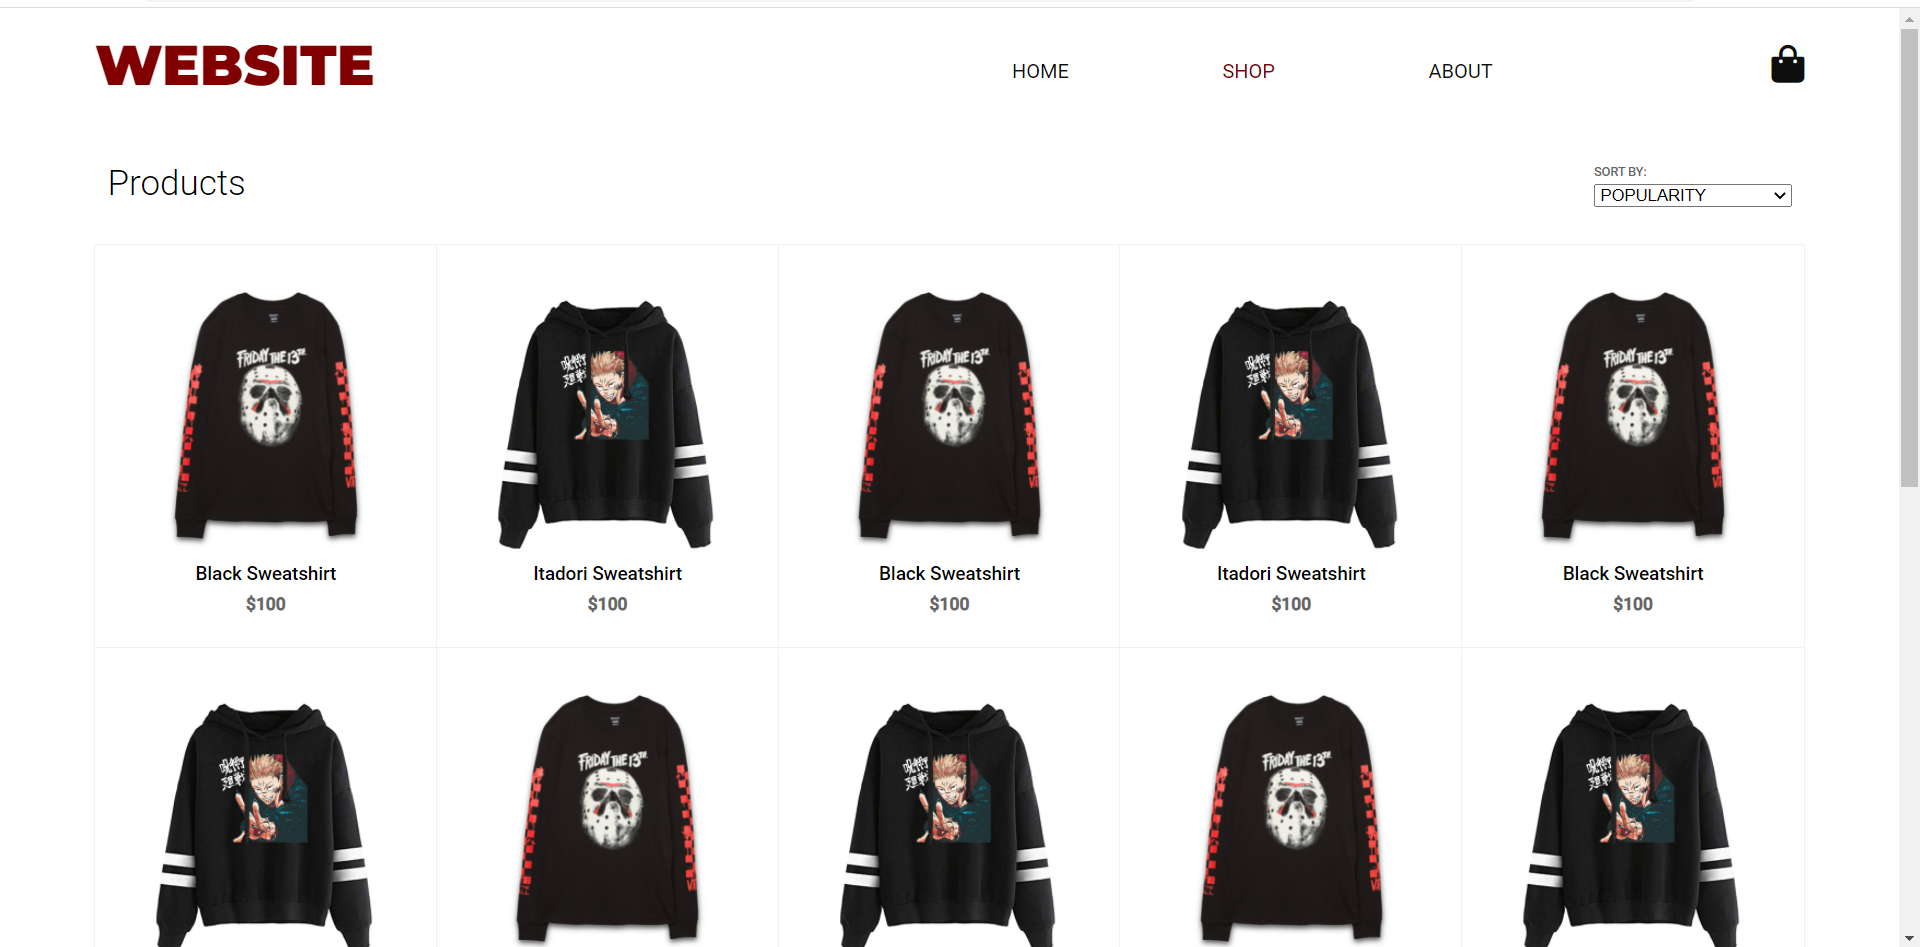 WEBSITE
HOME
SHOP
ABOUT
Products
SORT BY:
POPULARITY
FRIDAY THE 13TH
FRIDAY THE 13TH
FRIDAY THE 13TH
Black Sweatshirt
$100
Itadori Sweatshirt
$100
Black Sweatshirt
$100
Itadori Sweatshirt
$100
Black Sweatshirt
$100
FRIDAY THE 13TH
FRIDAY THE 13TH